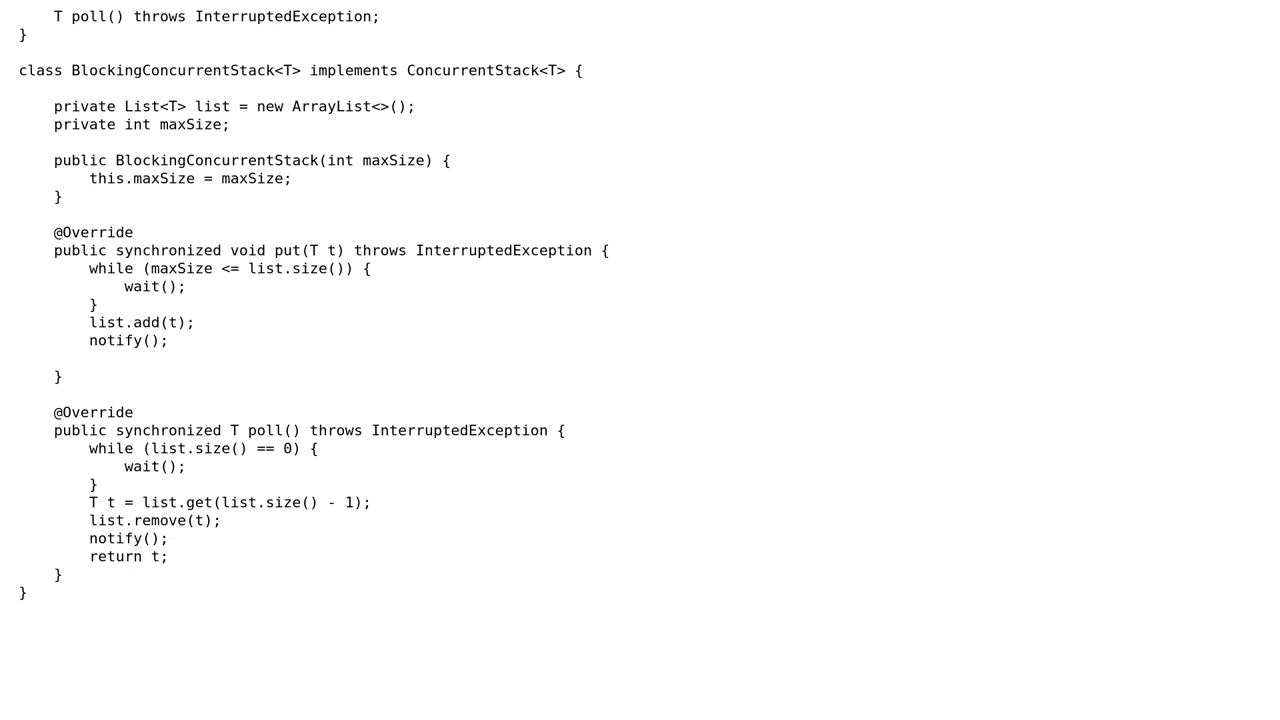 T poll() throws InterruptedException;
}

class BlockingConcurrentStack<T> implements ConcurrentStack<T> {

    private List<T> list = new ArrayList<>();
    private int maxSize;

    public BlockingConcurrentStack(int maxSize) {
        this.maxSize = maxSize;
    }

    @Override
    public synchronized void put(T t) throws InterruptedException {
        while (maxSize <= list.size()) {
            wait();
        }
        list.add(t);
        notify();

    }

    @Override
    public synchronized T poll() throws InterruptedException {
        while (list.size() == 0) {
            wait();
        }
        T t = list.get(list.size() - 1);
        list.remove(t);
        notify();
        return t;
    }
}